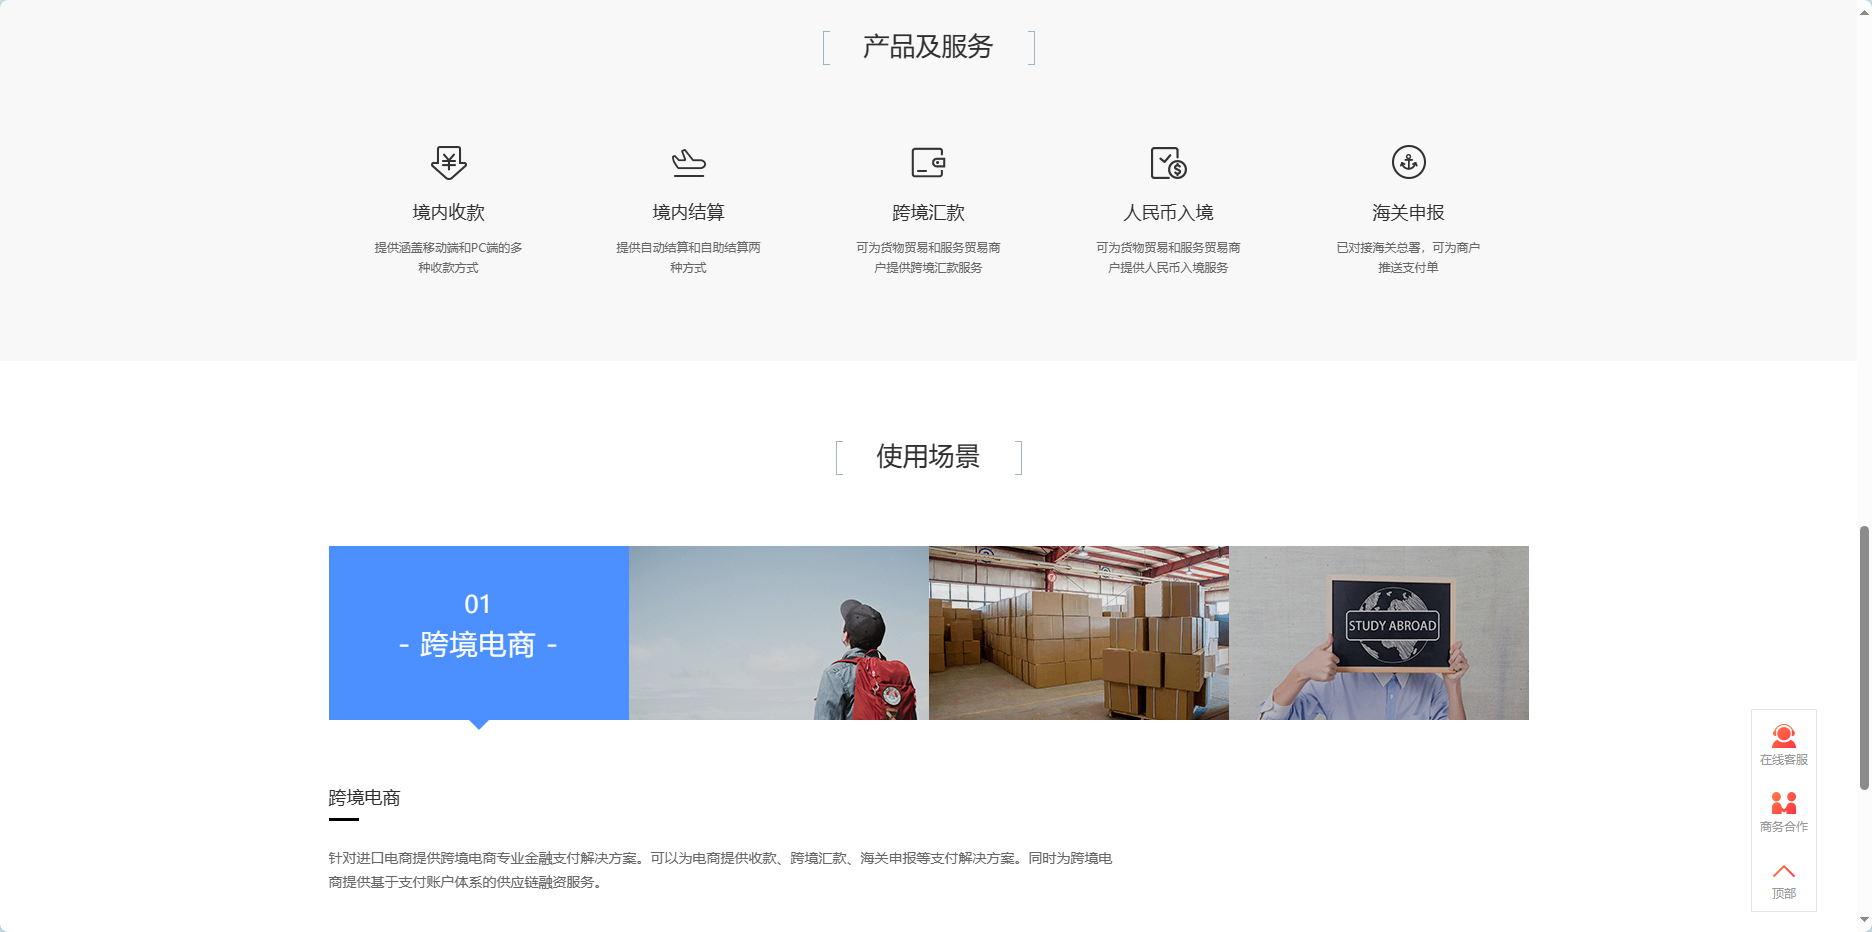 产品及服务
境内收款
提供涵盖移动端和PC端的多
种收款方式
境内结算
提供自动结算和自助结算两
种方式
跨境汇款
可为货物贸易和服务贸易商
户提供跨境汇款服务
人民币入境
可为货物贸易和服务贸易商
户提供人民币入境服务
海关申报
已对接海关总署，可为商户
推送支付单
使用场景
01
- 跨境电商 -
STUDY ABROAD
跨境电商
针对进口电商提供跨境电商专业金融支付解决方案。可以为电商提供收款、跨境汇款、海关申报等支付解决方案。同时为跨境电
商提供基于支付账户体系的供应链融资服务。
在线客服
商务合作
顶部